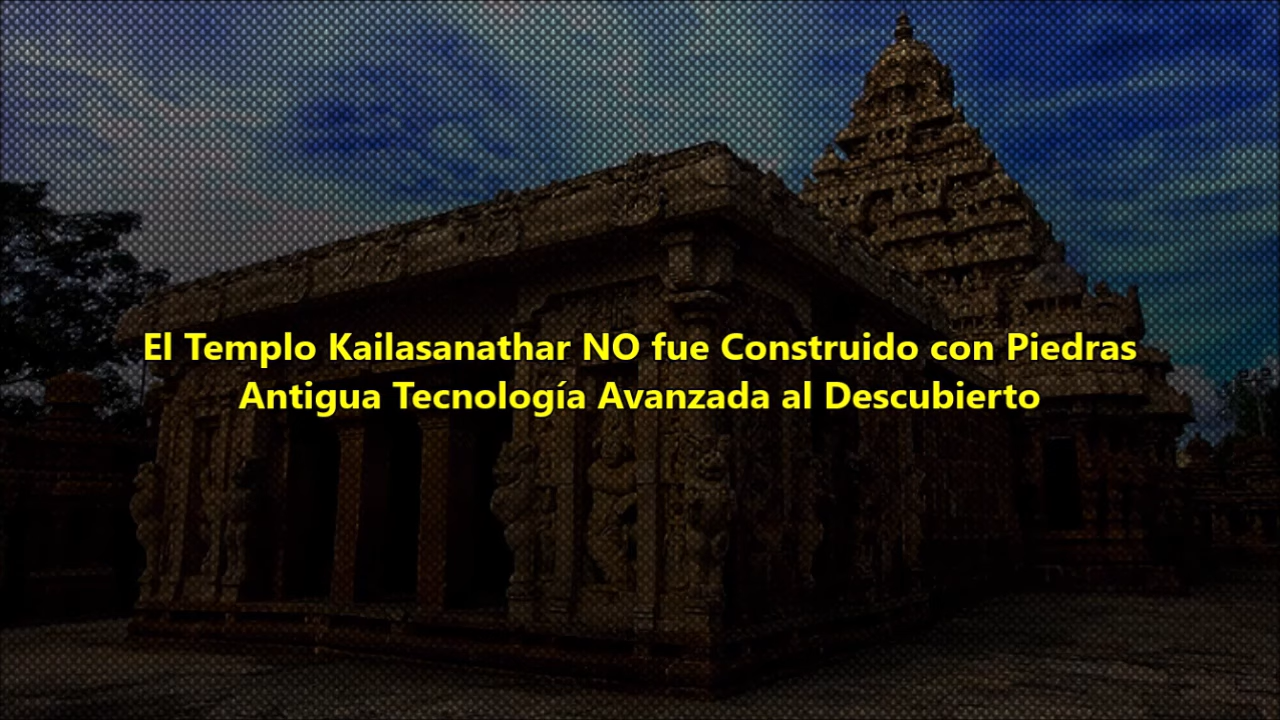 El Templo Kailasanathar NO fue Construido con Piedras
Antigua Tecnología Avanzada al Descubierto